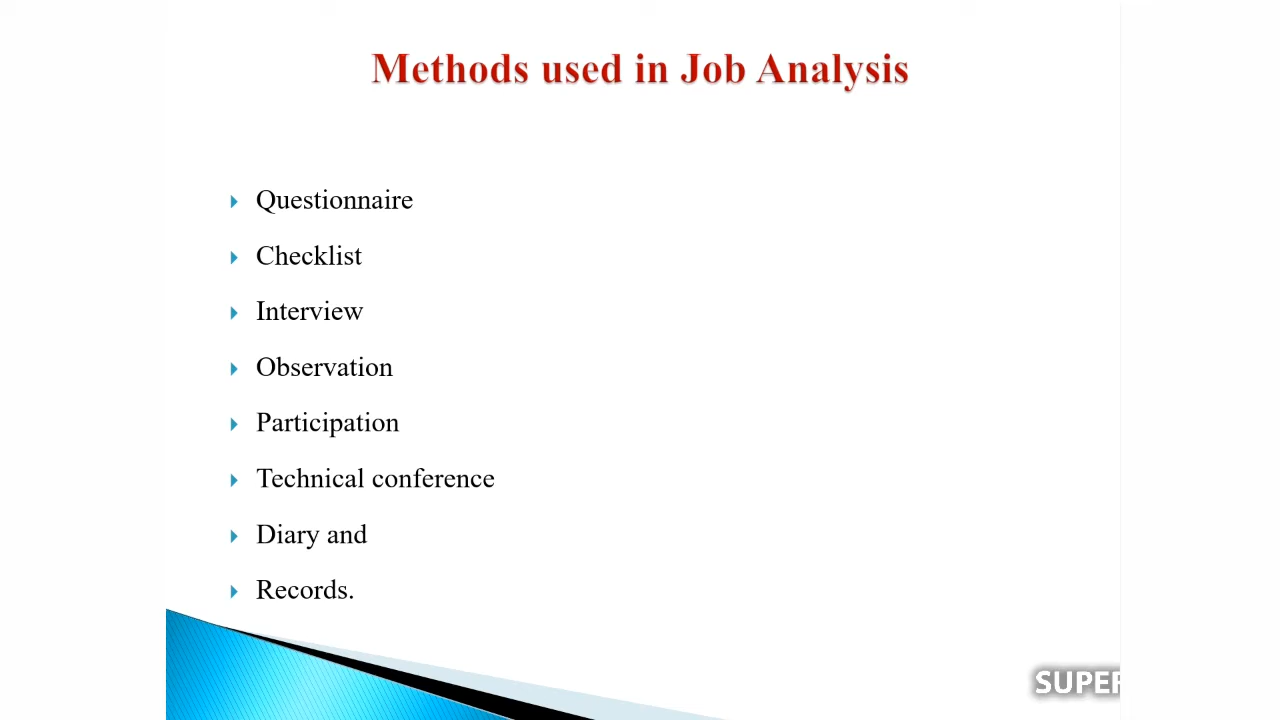 Methods used in Job Analysis
Questionnaire
Checklist
Interview
Observation
Participation
Technical conference
Diary and
Records.
SUPER